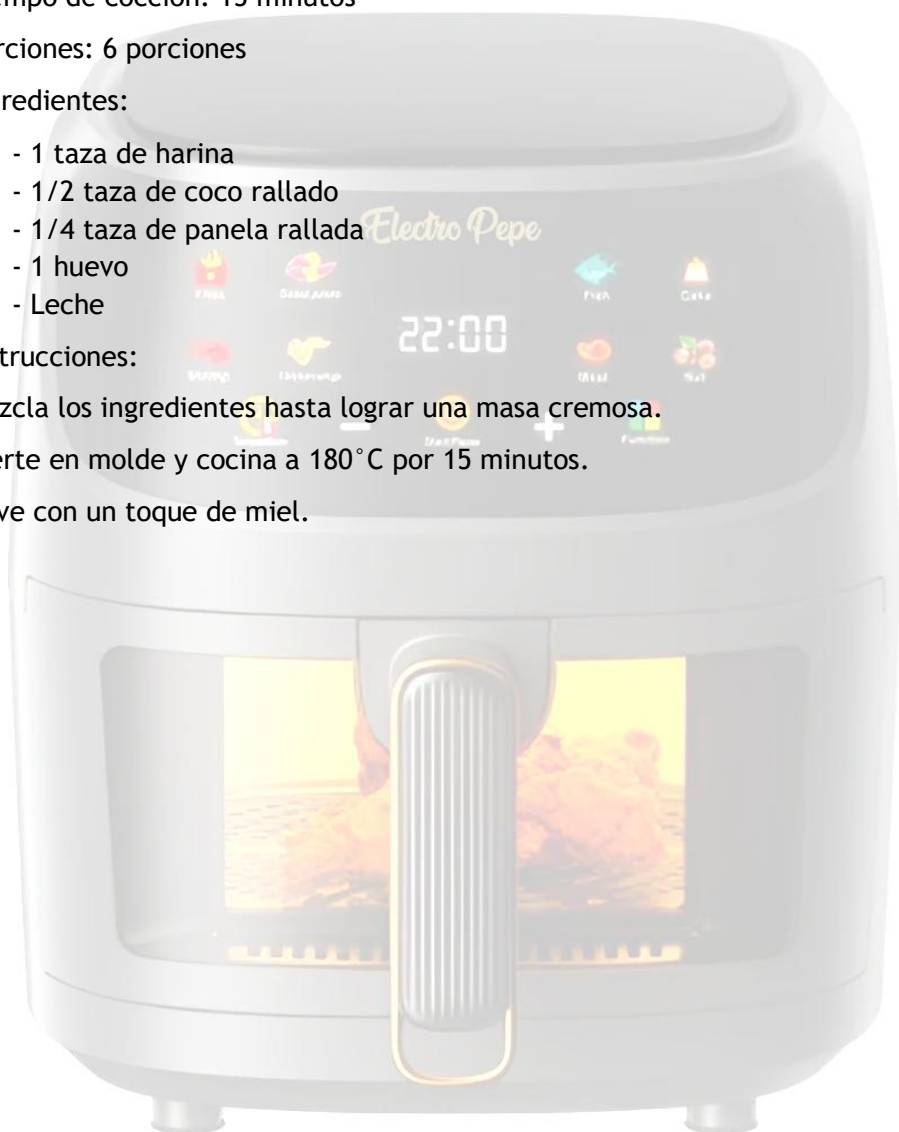 mpo de cocción: 15 minutos
rciones: 6 porciones
redientes:
- 1 taza de harina
- 1/2 taza de coco rallado
- 1/4 taza de panela rallada
Electro Pepe
- 1 huevo
- Leche
22:00
Fish
Cake
trucciones:
zcla los ingredientes hasta lograr una masa cremosa.
erte en molde y cocina a 180°C por 15 minutos.
ve con un toque de miel.